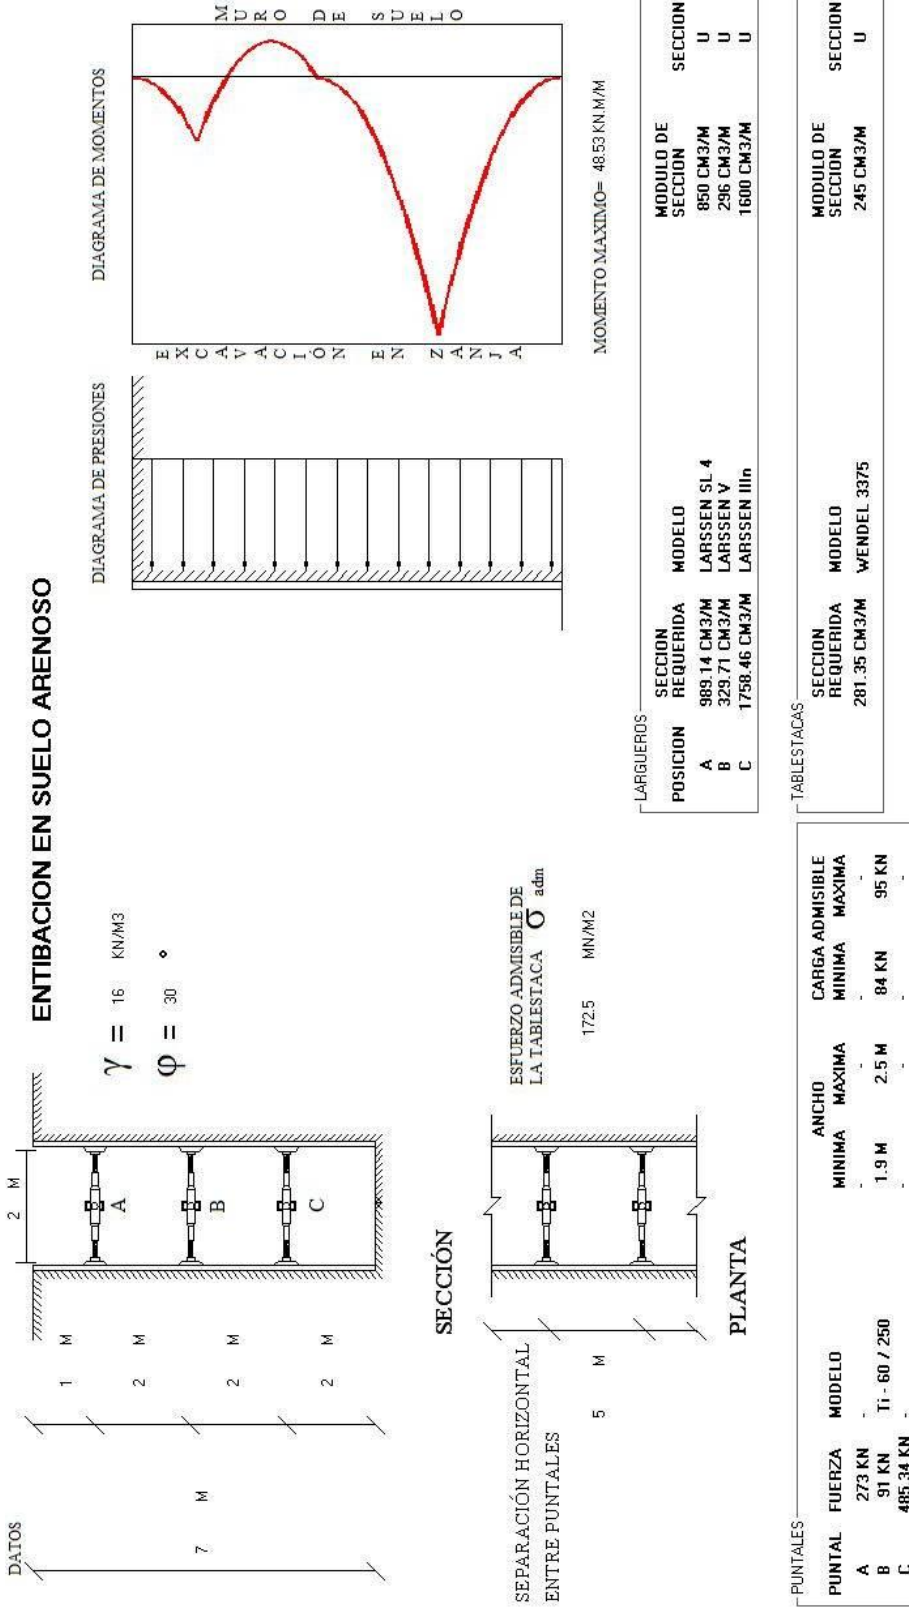 ENTIBACION EN SUELO ARENOSO
DATOS
2 M
7 M
1 M
2 M
2 M
2 M
A
B
C
γ = 16 KN/M3
φ = 30 °
SECCIÓN
DIAGRAMA DE PRESIONES
DIAGRAMA DE MOMENTOS
EXCAVACIÓN EN ZANJA
MURO DE SUELO
MOMENTO MAXIMO= 48.53 KN.M/M
SEPARACIÓN HORIZONTAL
ENTRE PUNTALES
5 M
PLANTA
ESFUERZO ADMISIBLE DE
LA TABLESTACA σ adm
172.5 MN/M2
PUNTALES
ANCHO CARGA ADMISIBLE
PUNTAL FUERZA MODELO MINIMA MAXIMA MINIMA MAXIMA
A 273 KN - - - - -
B 91 KN Ti - 60 / 250 1.9 M 2.5 M 84 KN 95 KN
C 485.34 KN - - - - -
LARGUEROS
SECCION MODULO DE
POSICION REQUERIDA MODELO SECCION SECCION
A 989.14 CM3/M LARSSEN SL 4 850 CM3/M U
B 329.71 CM3/M LARSSEN V 296 CM3/M U
C 1758.46 CM3/M LARSSEN IIIn 1600 CM3/M U
TABLESTACAS
SECCION MODULO DE
REQUERIDA MODELO SECCION SECCION
281.35 CM3/M WENDEL 3375 245 CM3/M U